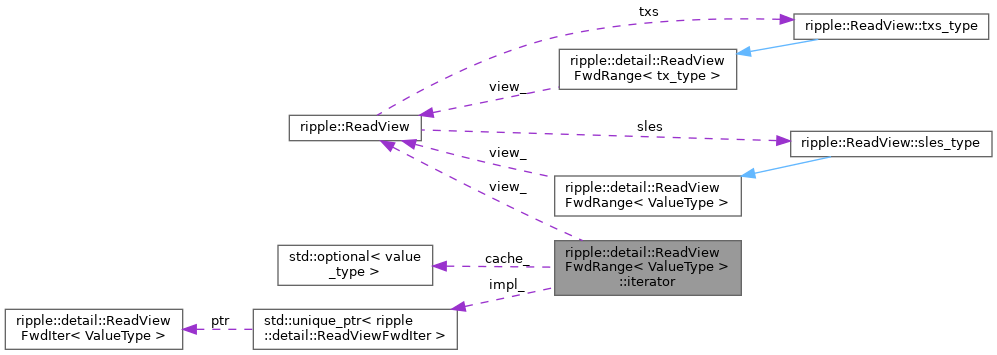 txs
ripple::ReadView::txs_type
ripple::detail::ReadView
FwdRange< tx_type >
view_
ripple::ReadView
sles
ripple::ReadView::sles_type
view_
ripple::detail::ReadView
FwdRange< ValueType >
view_
ripple::detail::ReadView
FwdRange< ValueType >
::iterator
std::optional< value
_type >
cache_
impl_
ripple::detail::ReadView
FwdIter< ValueType >
ptr
std::unique_ptr< ripple
::detail::ReadViewFwdIter >